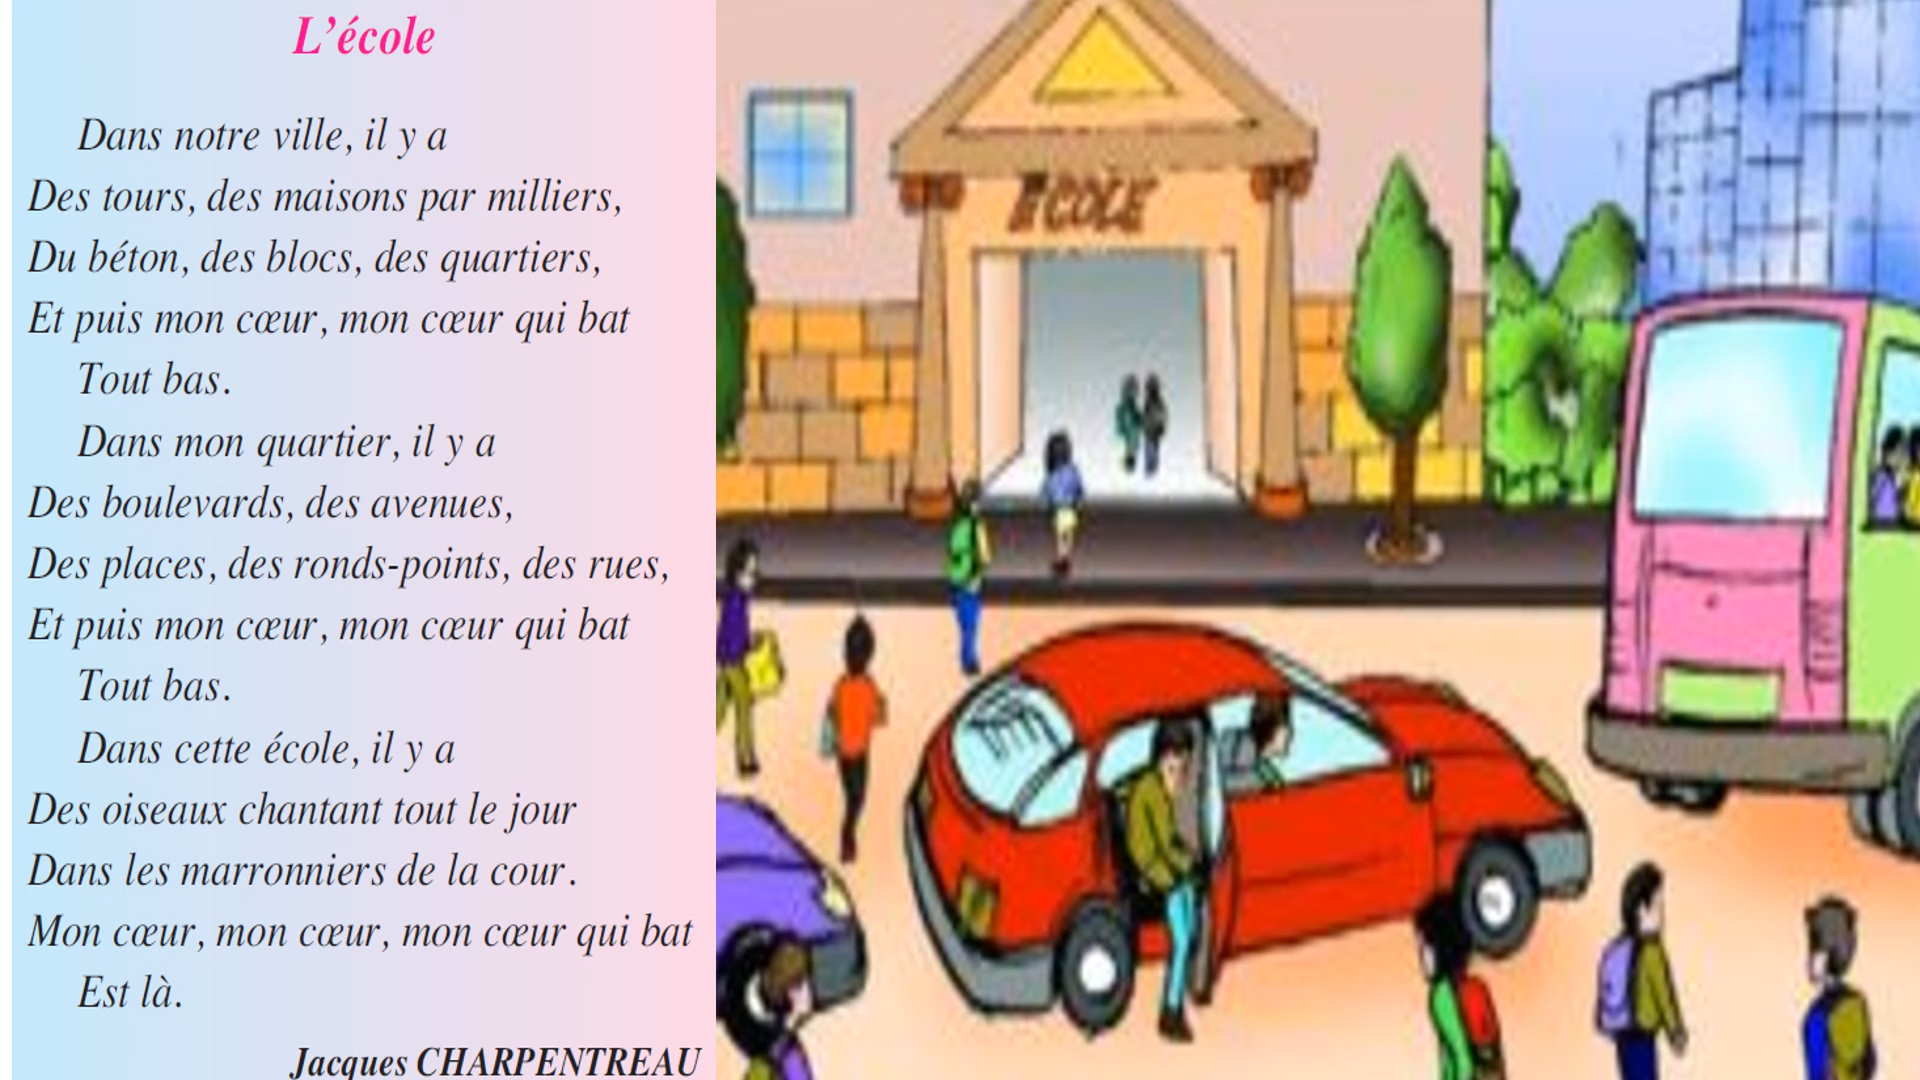 L'école
Dans notre ville, il y a
Des tours, des maisons par milliers,
Du béton, des blocs, des quartiers,
Et puis mon cœur, mon cœur qui bat
Tout bas.
Dans mon quartier, il y a
Des boulevards, des avenues,
Des places, des ronds-points, des rues,
Et puis mon cœur, mon cœur qui bat
Tout bas.
Dans cette école, il y a
Des oiseaux chantant tout le jour
Dans les marronniers de la cour.
Mon cœur, mon cœur, mon cœur qui bat
Est là.
Jacques CHARPENTREAU
ECOLE